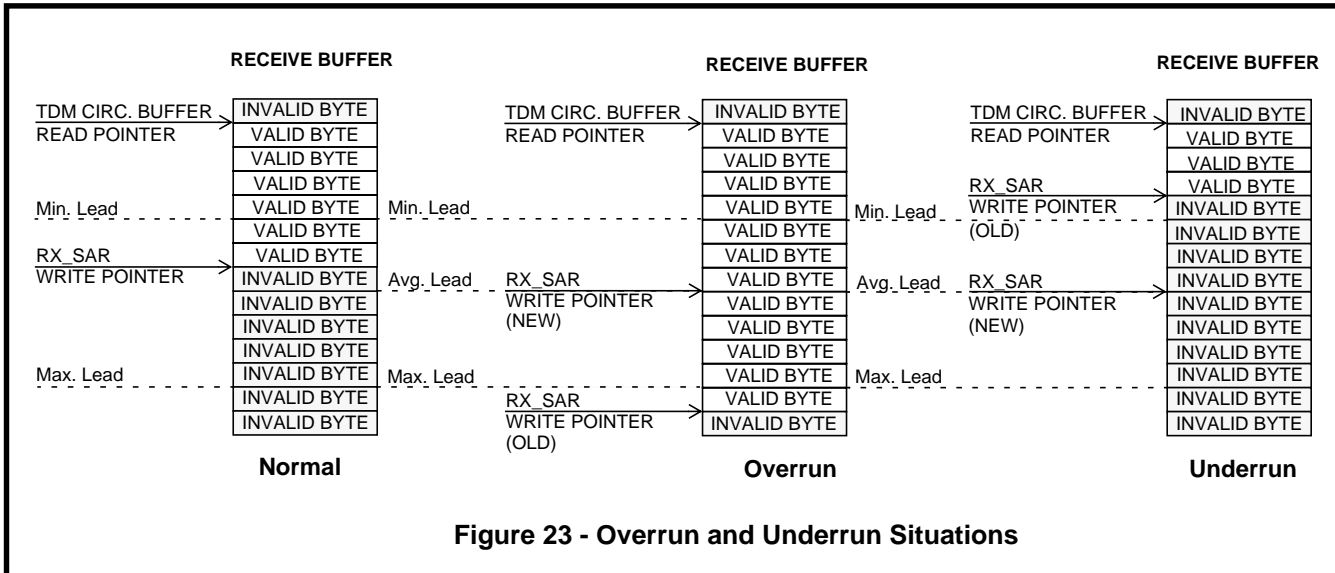 RECEIVE BUFFER
TDM CIRC. BUFFER
READ POINTER
INVALID BYTE
VALID BYTE
VALID BYTE
VALID BYTE
Min. Lead
VALID BYTE
VALID BYTE
RX_SAR
VALID BYTE
WRITE POINTER
INVALID BYTE
INVALID BYTE
INVALID BYTE
INVALID BYTE
Max. Lead
INVALID BYTE
INVALID BYTE
INVALID BYTE
Normal
RECEIVE BUFFER
TDM CIRC. BUFFER
READ POINTER
INVALID BYTE
VALID BYTE
VALID BYTE
VALID BYTE
Min. Lead
VALID BYTE
VALID BYTE
VALID BYTE
Avg. Lead
RX_SAR
WRITE POINTER
(NEW)
VALID BYTE
VALID BYTE
VALID BYTE
VALID BYTE
Max. Lead
VALID BYTE
RX_SAR
WRITE POINTER
(OLD)
VALID BYTE
INVALID BYTE
Overrun
RECEIVE BUFFER
TDM CIRC. BUFFER
READ POINTER
INVALID BYTE
VALID BYTE
VALID BYTE
RX_SAR
WRITE POINTER
(OLD)
VALID BYTE
Min. Lead
INVALID BYTE
INVALID BYTE
INVALID BYTE
Avg. Lead
RX_SAR
WRITE POINTER
(NEW)
INVALID BYTE
INVALID BYTE
INVALID BYTE
INVALID BYTE
Max. Lead
INVALID BYTE
INVALID BYTE
INVALID BYTE
Underrun
Figure 23 - Overrun and Underrun Situations